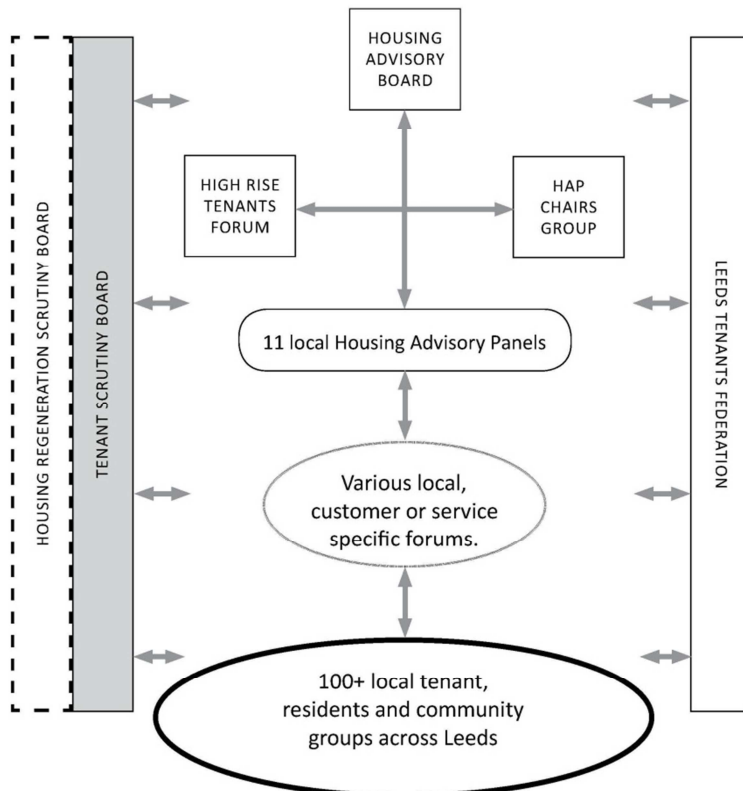 HOUSING
ADVISORY
BOARD
HIGH RISE
TENANTS
FORUM
HAP
CHAIRS
GROUP
HOUSING REGENERATION SCRUTINY BOARD
TENANT SCRUTINY BOARD
LEEDS TENANTS FEDERATION
11 local Housing Advisory Panels
Various local,
customer or service
specific forums.
100+ local tenant,
residents and community
groups across Leeds